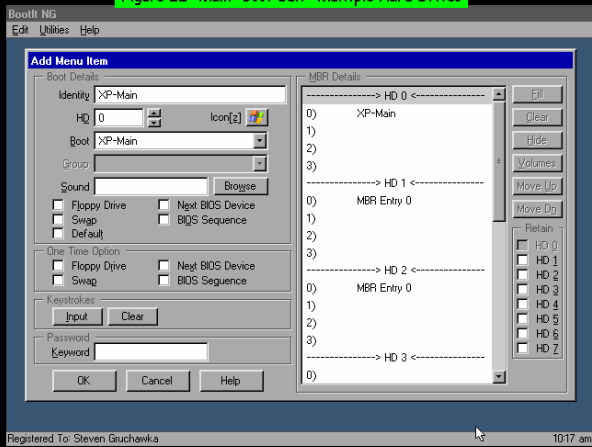 BootIt NG
Edit Utilities Help
Add Menu Item
Boot Details
Identity XP-Main
HD 0 Icon[z]
Boot XP-Main
Group
Sound Browse
Floppy Drive Next BIOS Device
Swap BIOS Sequence
Default
One Time Option
Floppy Drive Next BIOS Device
Swap BIOS Sequence
Keystrokes
Input Clear
Password
Keyword
OK Cancel Help
MBR Details
----------------> HD 0 <----------------
0) XP-Main
1)
2)
3)
----------------> HD 1 <----------------
0) MBR Entry 0
1)
2)
3)
----------------> HD 2 <----------------
0) MBR Entry 0
1)
2)
3)
----------------> HD 3 <----------------
0)
Fill
Clear
Hide
Volumes
Move Up
Move Dn
Retain
HD 0
HD 1
HD 2
HD 3
HD 4
HD 5
HD 6
HD 7
Registered To: Steven Gruchawka 10:17 am